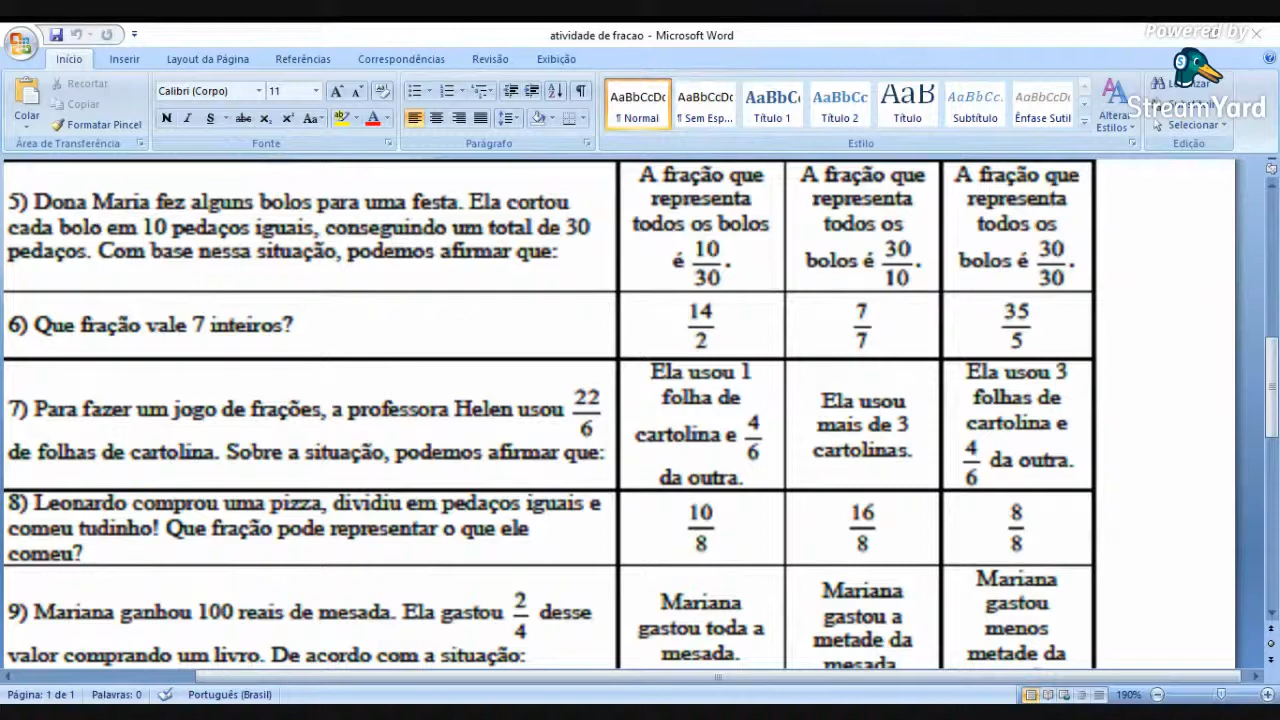 atividade de fracao - Microsoft Word
Powered by
StreamYard
Início
Inserir
Layout da Página
Referências
Correspondências
Revisão
Exibição
Colar
Recortar
Copiar
Formatar Pincel
Área de Transferência
Calibri (Corpo)
11
Fonte
Parágrafo
AaBbCcDc
¶ Normal
AaBbCcDc
¶ Sem Esp...
AaBbCc
Título 1
AaBbCc
Título 2
AaB
Título
AaBbCc.
Subtítulo
AaBbCcDc
Ênfase Sutil
Estilo
Alterar
Estilos
Selecionar
Edição
5) Dona Maria fez alguns bolos para uma festa. Ela cortou
cada bolo em 10 pedaços iguais, conseguindo um total de 30
pedaços. Com base nessa situação, podemos afirmar que:
A fração que
representa
todos os bolos
é 10/30.
A fração que
representa
todos os
bolos é 30/10.
A fração que
representa
todos os
bolos é 30/30.
6) Que fração vale 7 inteiros?
14/2
7/7
35/5
7) Para fazer um jogo de frações, a professora Helen usou 22/6
de folhas de cartolina. Sobre a situação, podemos afirmar que:
Ela usou 1
folha de
cartolina e 4/6
da outra.
Ela usou
mais de 3
cartolinas.
Ela usou 3
folhas de
cartolina e
4/6 da outra.
8) Leonardo comprou uma pizza, dividiu em pedaços iguais e
comeu tudinho! Que fração pode representar o que ele
comeu?
10/8
16/8
8/8
9) Mariana ganhou 100 reais de mesada. Ela gastou 2/4 desse
valor comprando um livro. De acordo com a situação:
Mariana
gastou toda a
mesada.
Mariana
gastou a
metade da
mesada
Mariana
gastou
menos
metade da
Página: 1 de 1
Palavras: 0
Português (Brasil)
190%